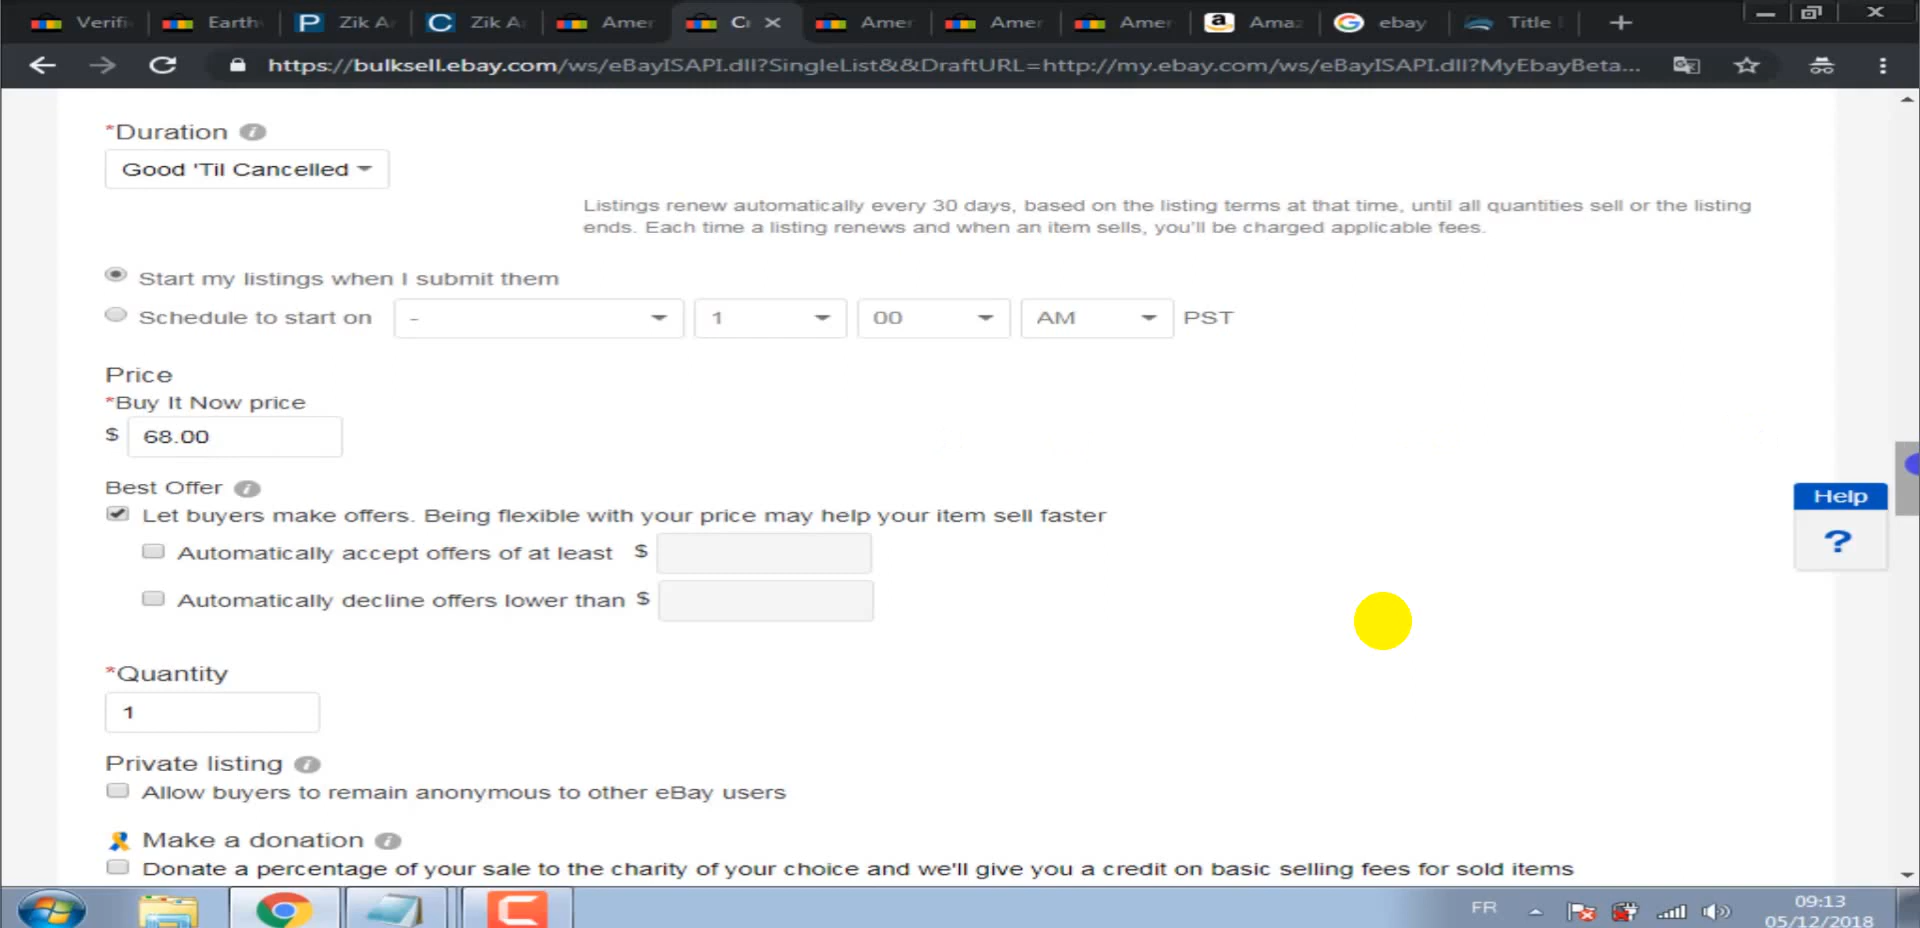 Verifi
Earth
P Zik A
C Zik A
Amer
Cr
Amer
Amer
Amer
Amaz
ebay
Title
https://bulksell.ebay.com/ws/eBayISAPI.dll?SingleList&&DraftURL=http://my.ebay.com/ws/eBayISAPI.dll?MyEbayBeta...
*Duration
Good 'Til Cancelled
Listings renew automatically every 30 days, based on the listing terms at that time, until all quantities sell or the listing
ends. Each time a listing renews and when an item sells, you'll be charged applicable fees.
Start my listings when I submit them
Schedule to start on - 1 00 AM PST
Price
*Buy It Now price
$ 68.00
Best Offer
Let buyers make offers. Being flexible with your price may help your item sell faster
Automatically accept offers of at least $
Automatically decline offers lower than $
Help
?
*Quantity
1
Private listing
Allow buyers to remain anonymous to other eBay users
Make a donation
Donate a percentage of your sale to the charity of your choice and we'll give you a credit on basic selling fees for sold items
FR
09:13
05/12/2018